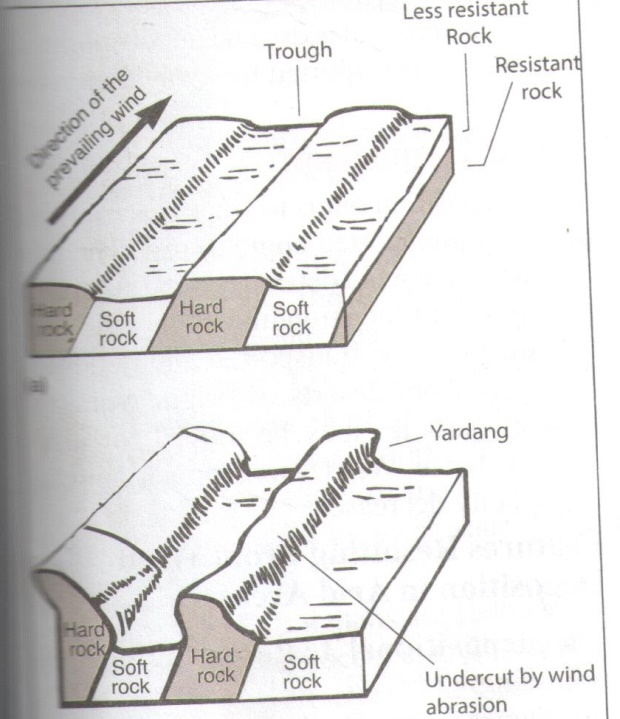 Less resistant
Rock
Trough
Resistant
rock
Direction of the
prevailing wind
Hard
rock
Soft
rock
Hard
rock
Soft
rock
a)
Yardang
Hard
rock
Soft
rock
Hard
rock
Soft
rock
Undercut by wind
abrasion